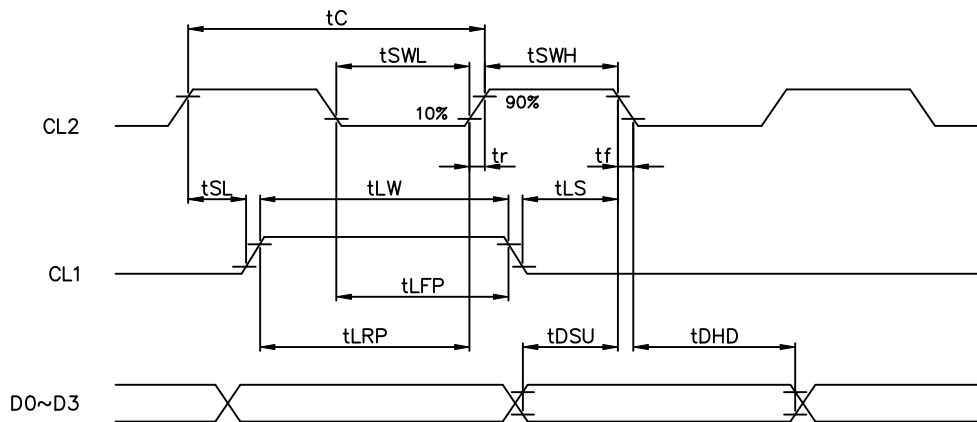 tC
tSWL
tSWH
CL2
10%
90%
tr
tf
tSL
tLW
tLS
CL1
tLFP
tLRP
tDSU
tDHD
D0~D3